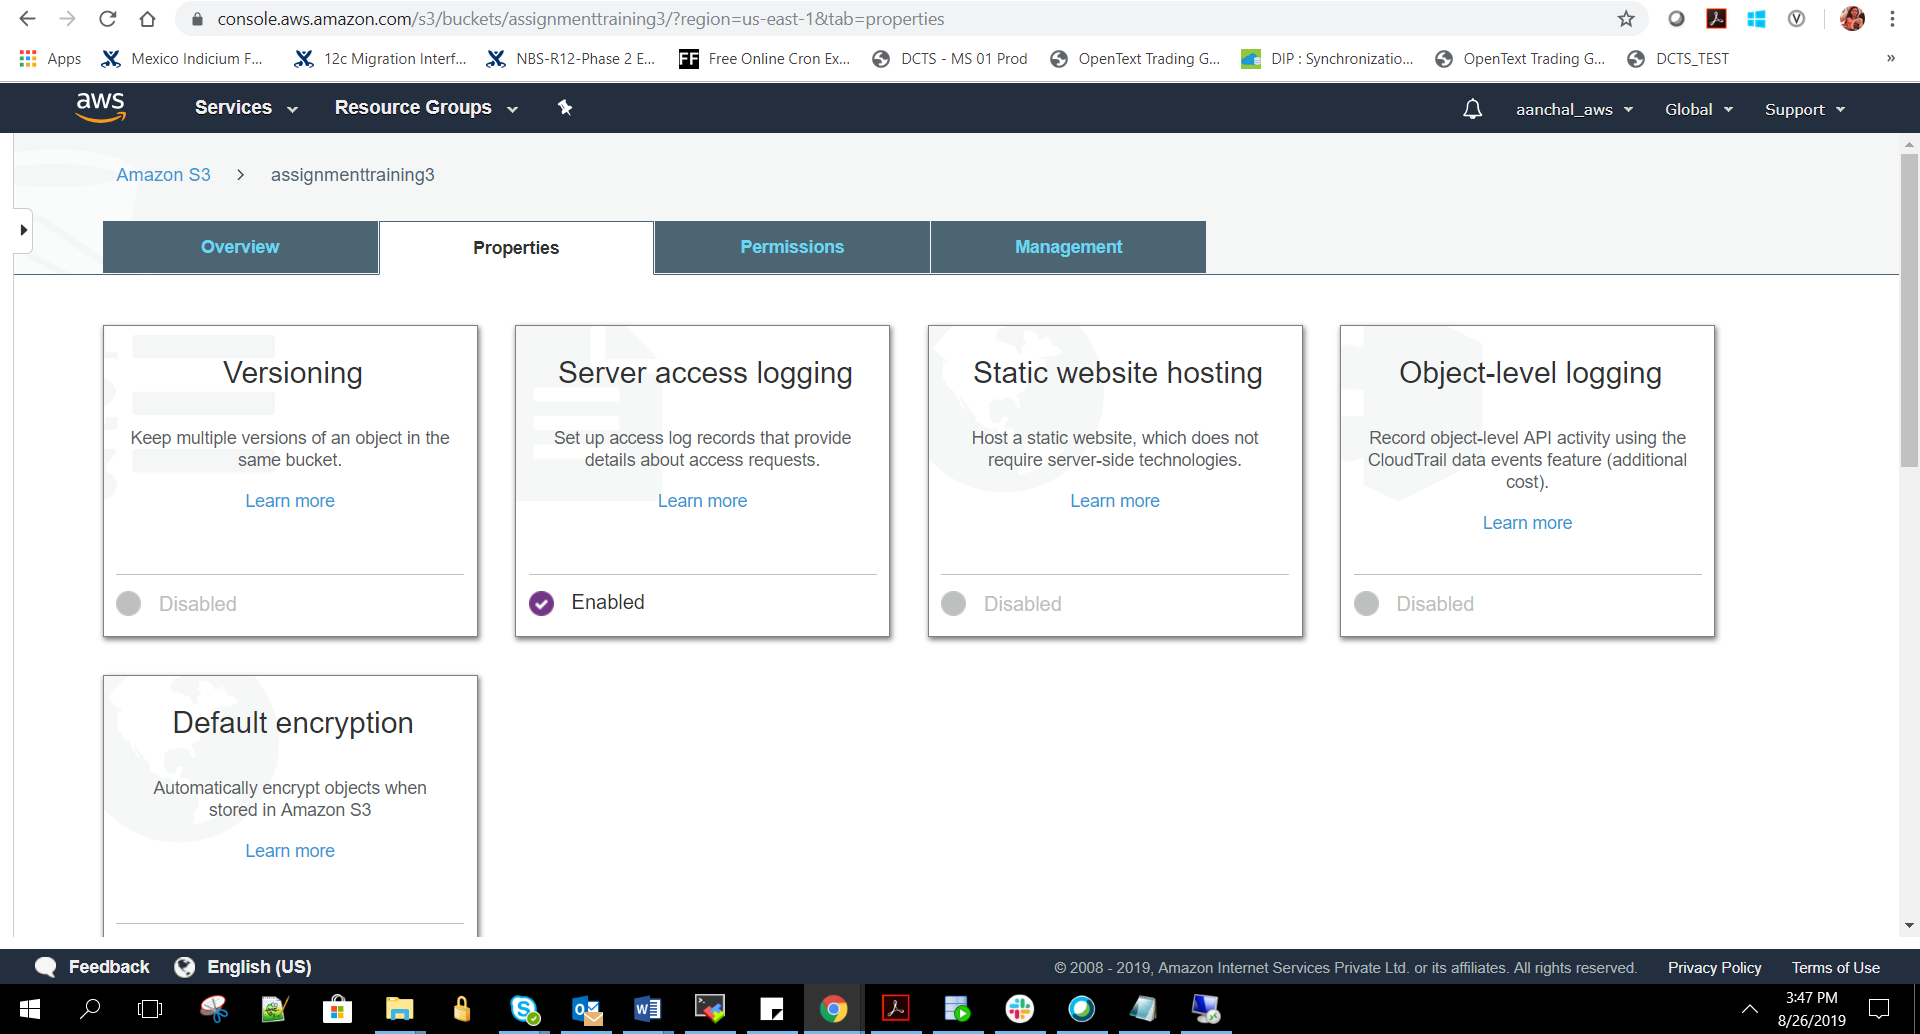 console.aws.amazon.com/s3/buckets/assignmenttraining3/?region=us-east-1&tab=properties
Apps Mexico Indicium F... 12c Migration Interf... NBS-R12-Phase 2 E... FF Free Online Cron Ex... DCTS - MS 01 Prod OpenText Trading G... DIP : Synchronizatio... OpenText Trading G... DCTS_TEST »
aws Services Resource Groups aanchal_aws Global Support
Amazon S3 > assignmenttraining3
Overview Properties Permissions Management
Versioning
Keep multiple versions of an object in the
same bucket.
Learn more
Disabled
Server access logging
Set up access log records that provide
details about access requests.
Learn more
Enabled
Static website hosting
Host a static website, which does not
require server-side technologies.
Learn more
Disabled
Object-level logging
Record object-level API activity using the
CloudTrail data events feature (additional
cost).
Learn more
Disabled
Default encryption
Automatically encrypt objects when
stored in Amazon S3
Learn more
Feedback English (US) © 2008 - 2019, Amazon Internet Services Private Ltd. or its affiliates. All rights reserved. Privacy Policy Terms of Use
3:47 PM
8/26/2019